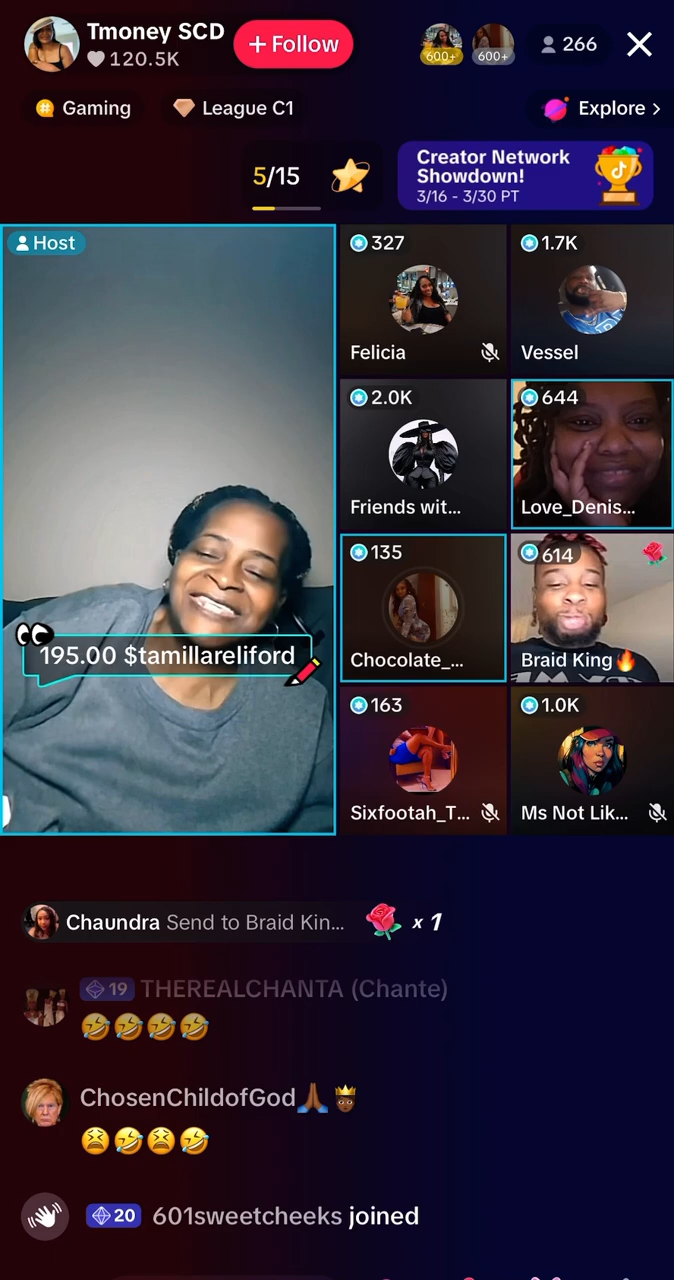 Tmoney SCD
120.5K
+ Follow
600+
600+
266
Gaming
League C1
Explore >
5/15
Creator Network
Showdown!
3/16 - 3/30 PT
Host
195.00 $tamillareliford
327
Felicia
1.7K
Vessel
2.0K
Friends wit...
644
Love_Denis...
135
Chocolate_...
614
Braid King🔥
163
Sixfootah_T...
1.0K
Ms Not Lik...
Chaundra Send to Braid Kin... 🌹 x 1
19 THEREALCHANTA (Chante)
🤣🤣🤣🤣
ChosenChildofGod🙏🏾🤴🏾
😫🤣😫🤣
20 601sweetcheeks joined